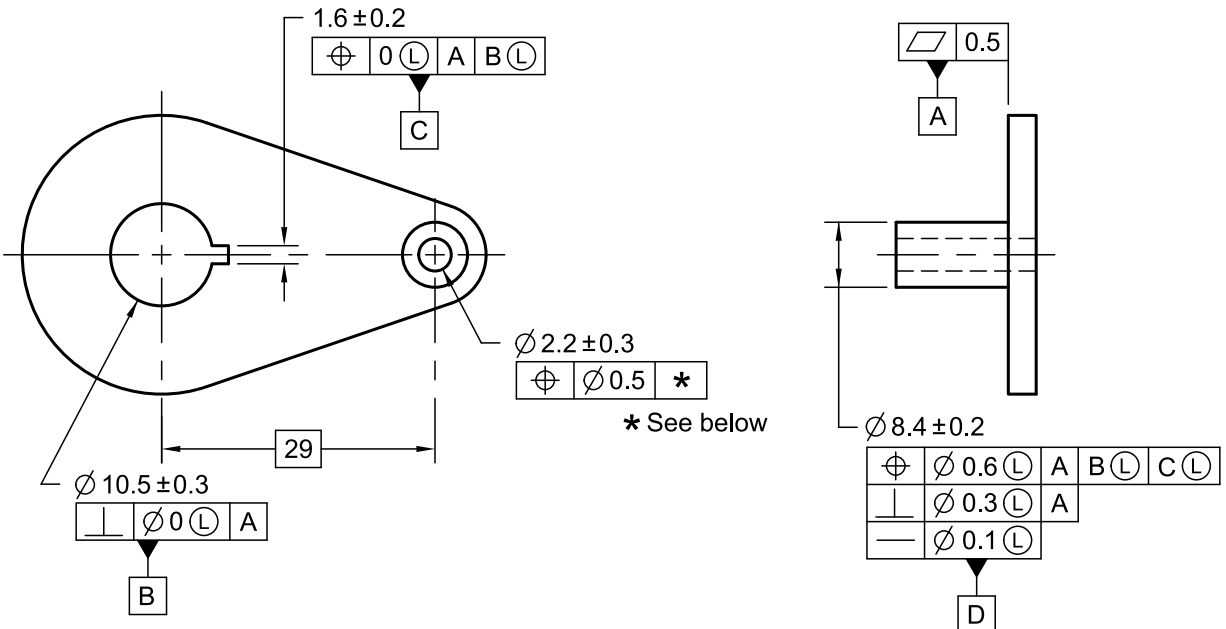 1.6 ± 0.2
⌖ 0 Ⓛ A B Ⓛ
C
⏥ 0.5
A
∅ 2.2 ± 0.3
⌖ ∅ 0.5 *
* See below
29
∅ 10.5 ± 0.3
⟂ ∅ 0 Ⓛ A
B
∅ 8.4 ± 0.2
⌖ ∅ 0.6 Ⓛ A B Ⓛ C Ⓛ
⟂ ∅ 0.3 Ⓛ A
⏤ ∅ 0.1 Ⓛ
D